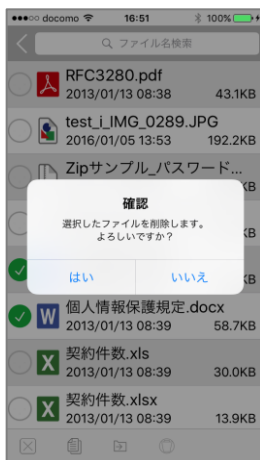 docomo 16:51 100%
ファイル名検索
RFC3280.pdf
2013/01/13 08:38 43.1KB
test_i_IMG_0289.JPG
2016/01/05 13:53 192.2KB
Zipサンプル_パスワード...
KB
確認
選択したファイルを削除します。
よろしいですか？
KB
はい いいえ
KB
個人情報保護規定.docx
2013/01/13 08:39 58.7KB
契約件数.xls
2013/01/13 08:39 30.0KB
契約件数.xlsx
2013/01/13 08:39 13.9KB